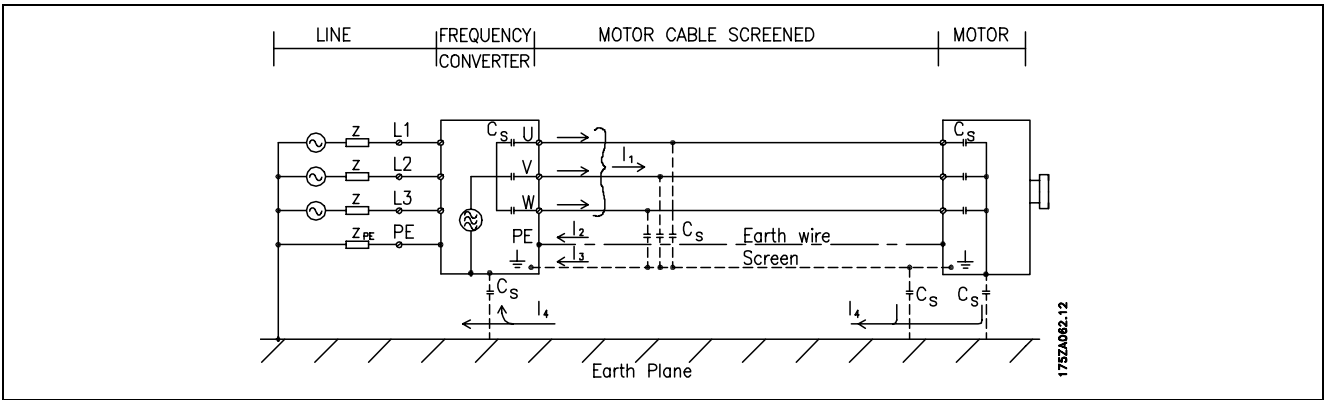 LINE FREQUENCY CONVERTER MOTOR CABLE SCREENED MOTOR
z L1 Cs U Cs
z L2 V I₁
z L3 W
z PE PE PE I₂ Cs Earth wire
I₃ Screen
Cs Cs Cs
I₄ I₄
Earth Plane
175ZA062.12